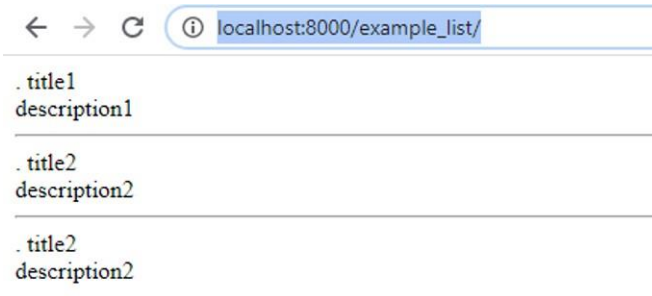 localhost:8000/example_list/
. title1
description1
. title2
description2
. title2
description2